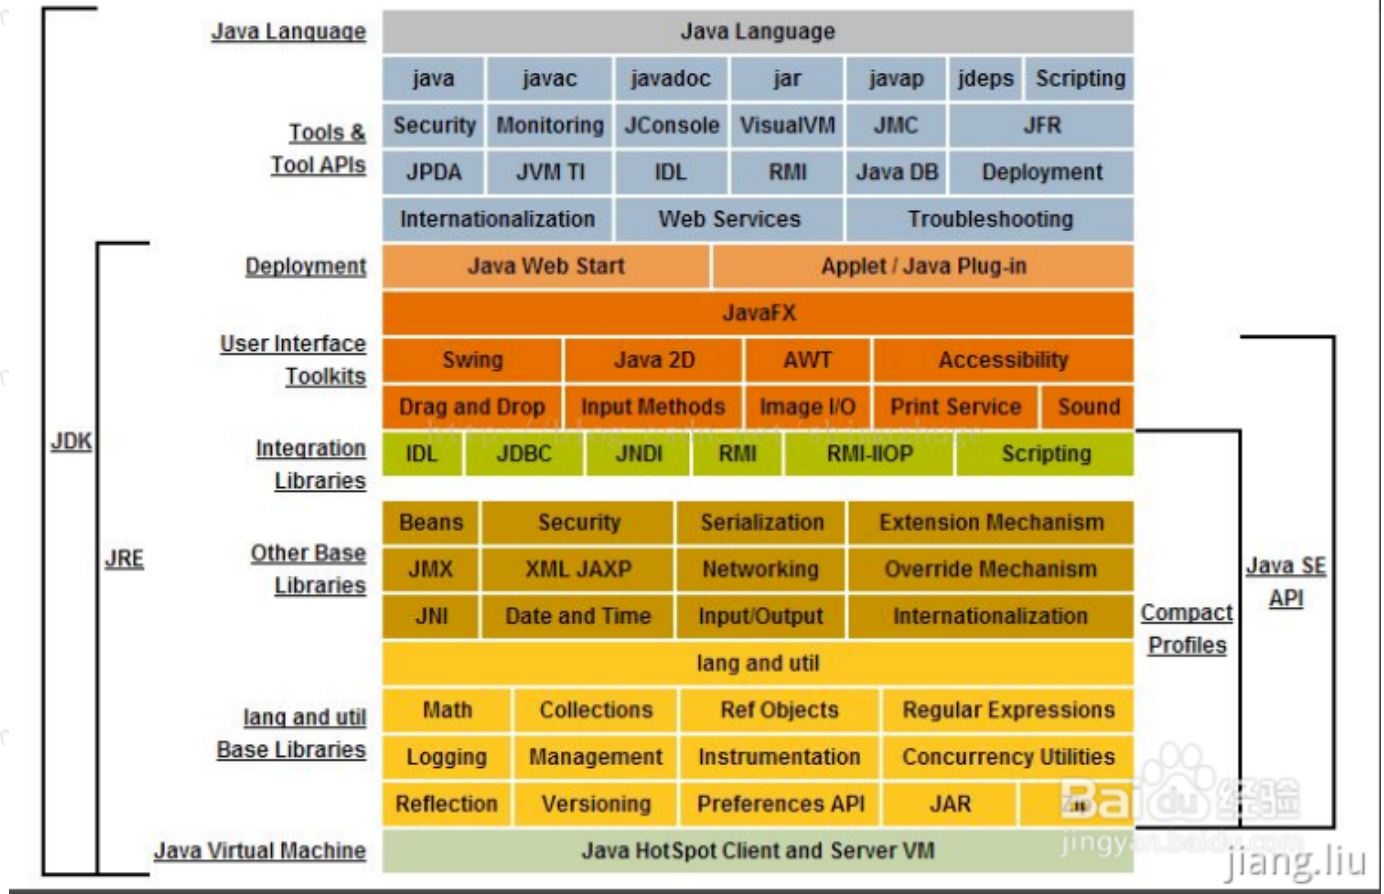 Java Language
Java Language
java javac javadoc jar javap jdeps Scripting
Tools &
Tool APIs
Security Monitoring JConsole VisualVM JMC JFR
JPDA JVM TI IDL RMI Java DB Deployment
Internationalization Web Services Troubleshooting
Deployment
Java Web Start Applet / Java Plug-in
JavaFX
User Interface
Toolkits
Swing Java 2D AWT Accessibility
Drag and Drop Input Methods Image I/O Print Service Sound
JDK
Integration
Libraries
IDL JDBC JNDI RMI RMI-IIOP Scripting
Beans Security Serialization Extension Mechanism
JRE
Other Base
Libraries
JMX XML JAXP Networking Override Mechanism
Java SE
API
JNI Date and Time Input/Output Internationalization
Compact
Profiles
lang and util
lang and util
Base Libraries
Math Collections Ref Objects Regular Expressions
Logging Management Instrumentation Concurrency Utilities
Reflection Versioning Preferences API JAR
Java Virtual Machine
Java HotSpot Client and Server VM
Baidu 经验
jiang.liu